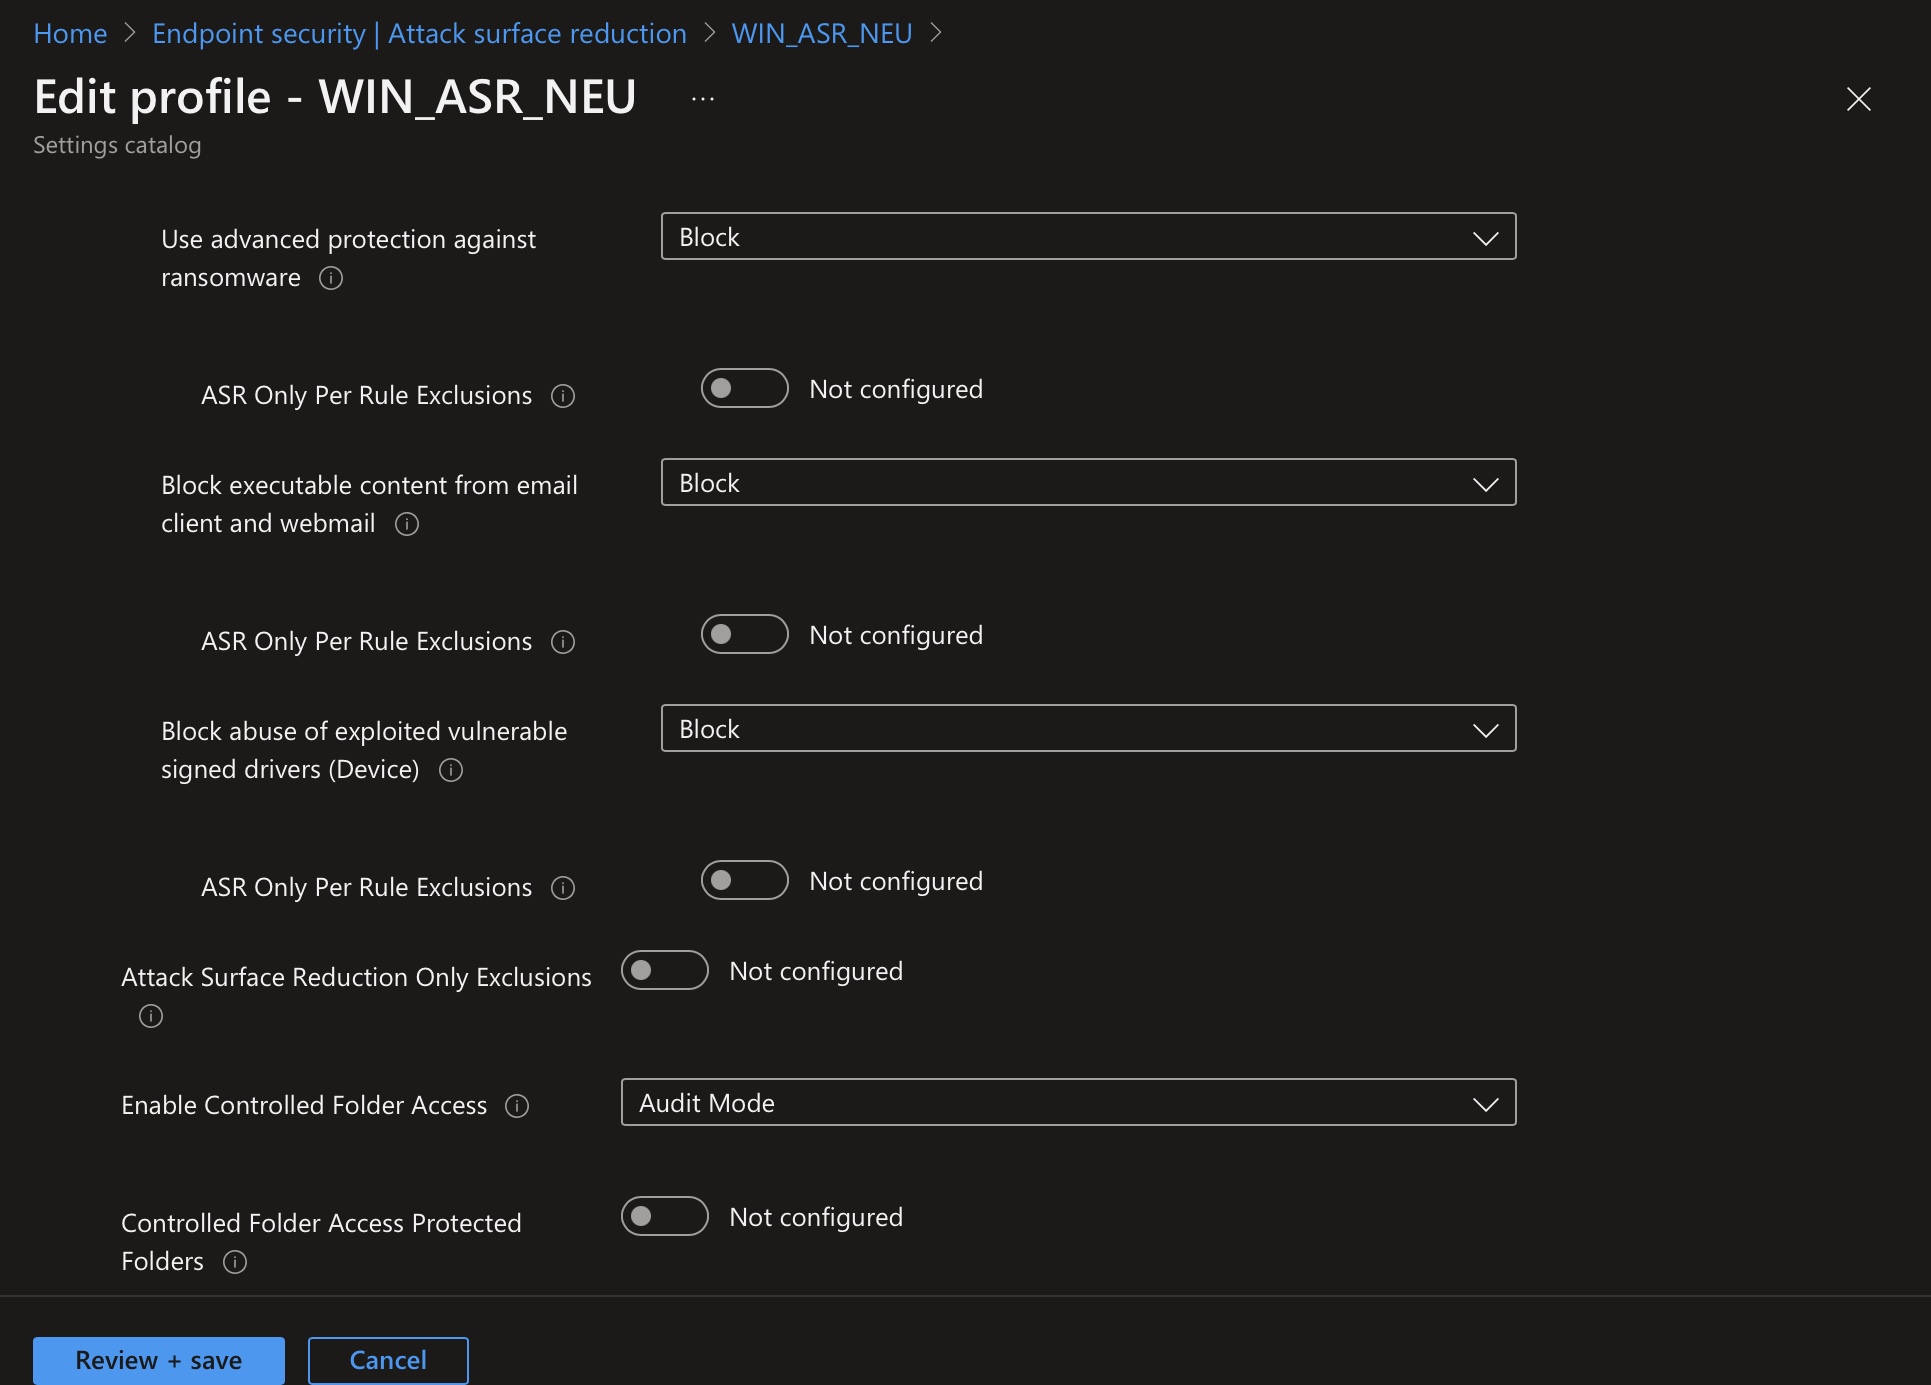 Home > Endpoint security | Attack surface reduction > WIN_ASR_NEU >
Edit profile - WIN_ASR_NEU ...
Settings catalog
Use advanced protection against
ransomware
Block
ASR Only Per Rule Exclusions
Not configured
Block executable content from email
client and webmail
Block
ASR Only Per Rule Exclusions
Not configured
Block abuse of exploited vulnerable
signed drivers (Device)
Block
ASR Only Per Rule Exclusions
Not configured
Attack Surface Reduction Only Exclusions
Not configured
Enable Controlled Folder Access
Audit Mode
Controlled Folder Access Protected
Folders
Not configured
Review + save
Cancel